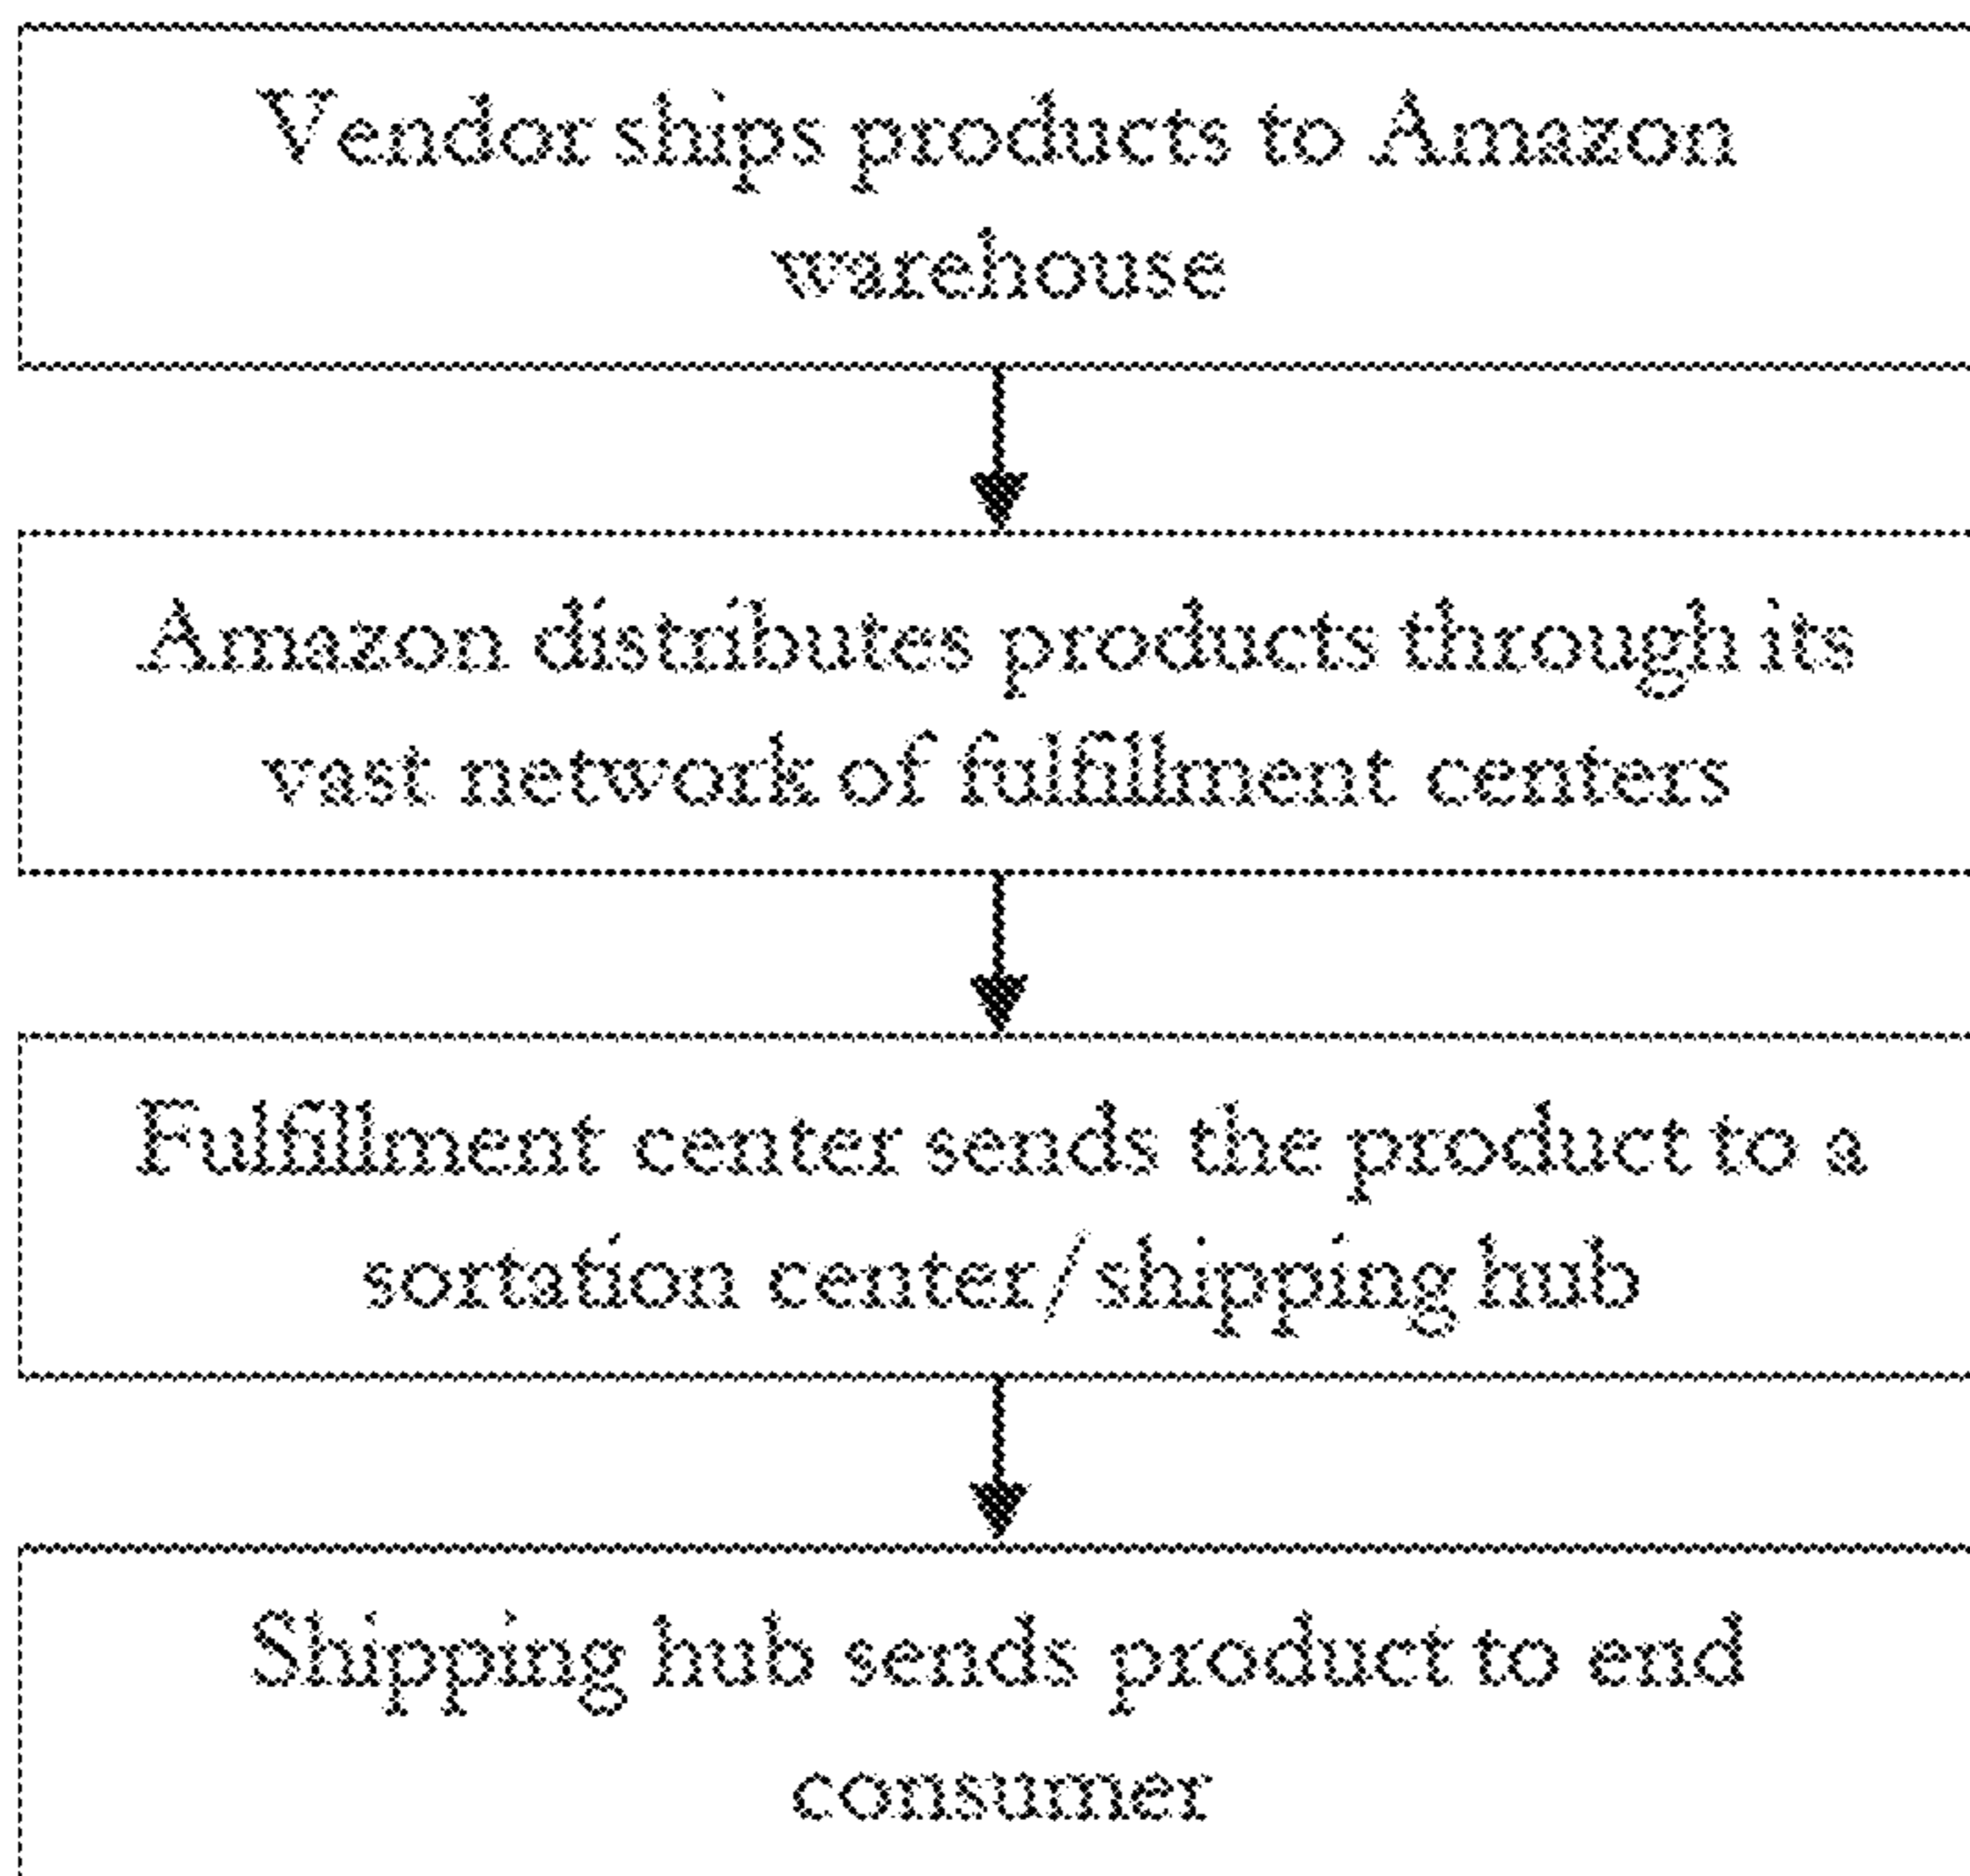 Vendor ships products to Amazon
warehouse
Amazon distributes products through its
vast network of fulfillment centers
Fulfillment center sends the product to a
sortation center/shipping hub
Shipping hub sends product to end
consumer